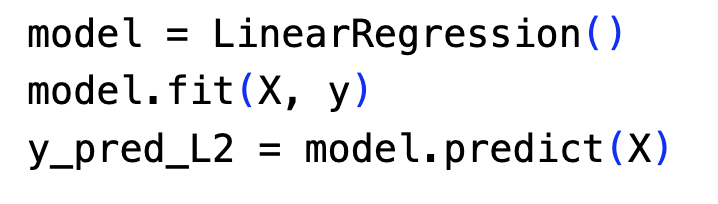 model = LinearRegression()
model.fit(X, y)
y_pred_L2 = model.predict(X)